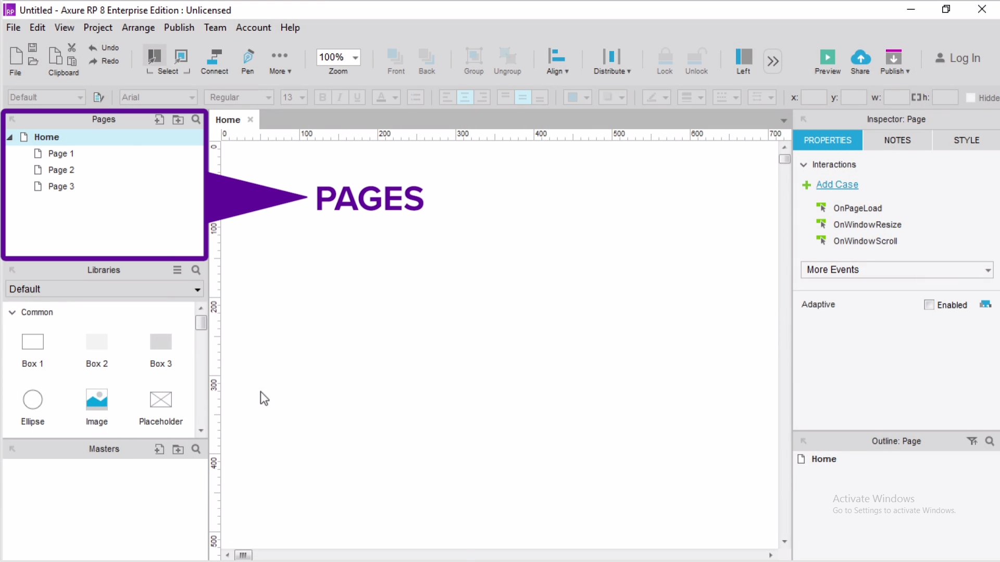 Untitled - Axure RP 8 Enterprise Edition : Unlicensed
File Edit View Project Arrange Publish Team Account Help
File Clipboard Undo Redo Select Connect Pen More 100% Zoom Front Back Group Ungroup Align Distribute Lock Unlock Left Preview Share Publish Log In
Default Arial Regular 13 B I U A x: y: w: h: Hidde
Pages
Home
Page 1
Page 2
Page 3
PAGES
Libraries
Default
Common
Box 1 Box 2 Box 3
Ellipse Image Placeholder
Masters
Home
0 100 200 300 400 500 600 700
0
100
200
300
400
500
Inspector: Page
PROPERTIES NOTES STYLE
Interactions
Add Case
OnPageLoad
OnWindowResize
OnWindowScroll
More Events
Adaptive Enabled
Outline: Page
Home
Activate Windows
Go to Settings to activate Windows.